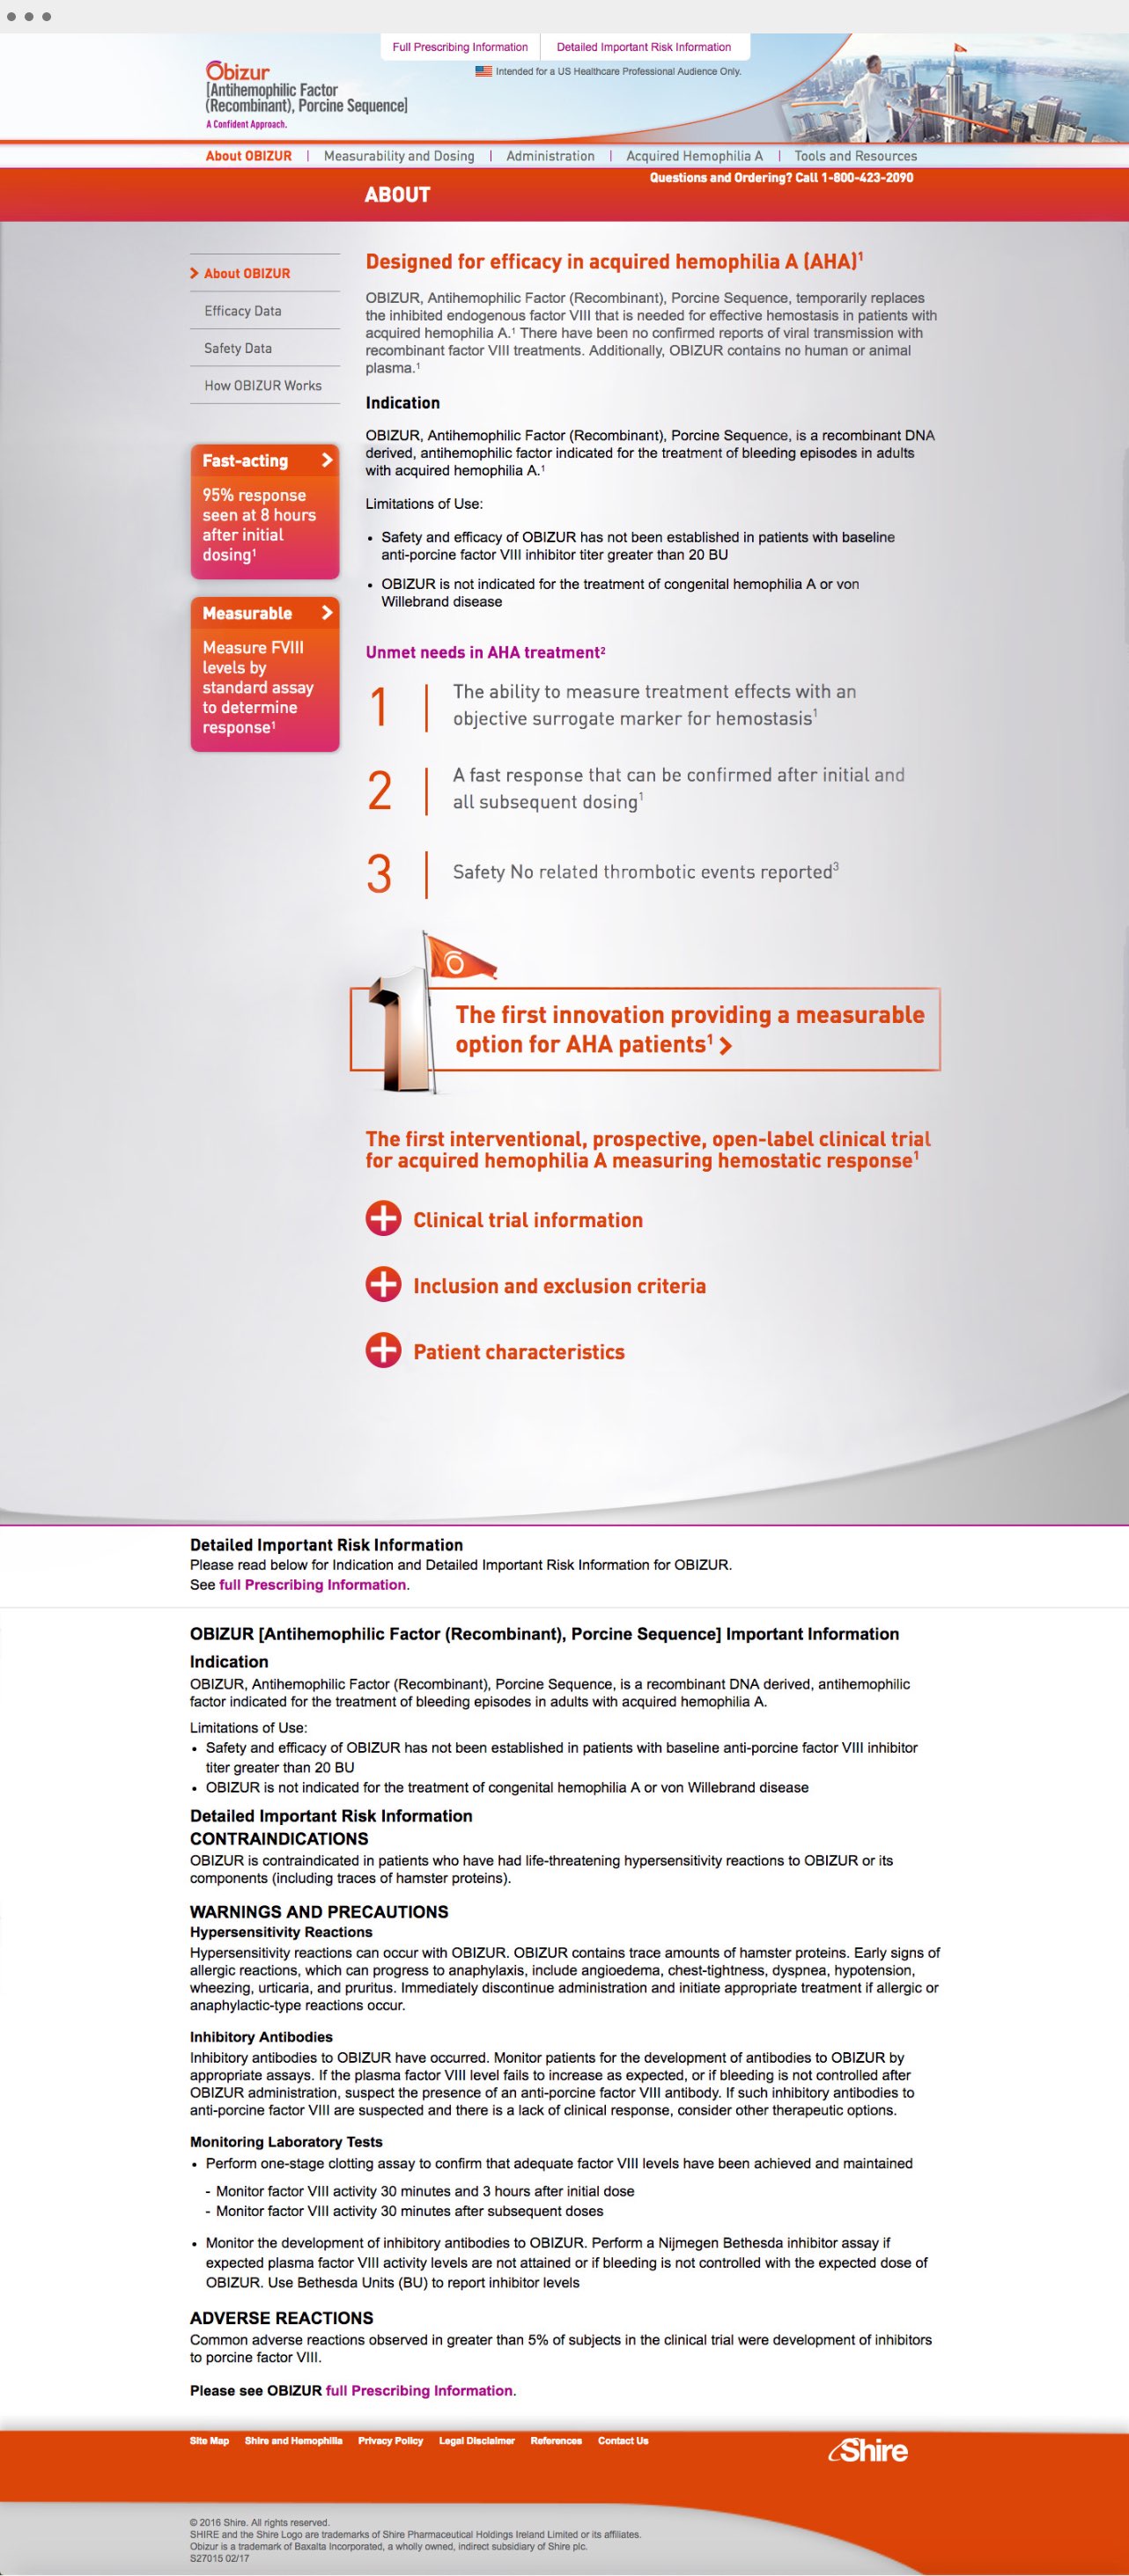 Full Prescribing Information
Detailed Important Risk Information
Intended for a US Healthcare Professional Audience Only.
Obizur
[Antihemophilic Factor
(Recombinant), Porcine Sequence]
A Confident Approach.
About OBIZUR | Measurability and Dosing | Administration | Acquired Hemophilia A | Tools and Resources
Questions and Ordering? Call 1-800-423-2090
ABOUT
About OBIZUR
Efficacy Data
Safety Data
How OBIZUR Works
Fast-acting
95% response
seen at 8 hours
after initial
dosing¹
Measurable
Measure FVIII
levels by
standard assay
to determine
response¹
Designed for efficacy in acquired hemophilia A (AHA)¹
OBIZUR, Antihemophilic Factor (Recombinant), Porcine Sequence, temporarily replaces
the inhibited endogenous factor VIII that is needed for effective hemostasis in patients with
acquired hemophilia A.¹ There have been no confirmed reports of viral transmission with
recombinant factor VIII treatments. Additionally, OBIZUR contains no human or animal
plasma.¹
Indication
OBIZUR, Antihemophilic Factor (Recombinant), Porcine Sequence, is a recombinant DNA
derived, antihemophilic factor indicated for the treatment of bleeding episodes in adults
with acquired hemophilia A.¹
Limitations of Use:
• Safety and efficacy of OBIZUR has not been established in patients with baseline
anti-porcine factor VIII inhibitor titer greater than 20 BU
• OBIZUR is not indicated for the treatment of congenital hemophilia A or von
Willebrand disease
Unmet needs in AHA treatment²
1 The ability to measure treatment effects with an
objective surrogate marker for hemostasis¹
2 A fast response that can be confirmed after initial and
all subsequent dosing¹
3 Safety No related thrombotic events reported³
1
The first innovation providing a measurable
option for AHA patients¹
The first interventional, prospective, open-label clinical trial
for acquired hemophilia A measuring hemostatic response¹
Clinical trial information
Inclusion and exclusion criteria
Patient characteristics
Detailed Important Risk Information
Please read below for Indication and Detailed Important Risk Information for OBIZUR.
See full Prescribing Information.
OBIZUR [Antihemophilic Factor (Recombinant), Porcine Sequence] Important Information
Indication
OBIZUR, Antihemophilic Factor (Recombinant), Porcine Sequence, is a recombinant DNA derived, antihemophilic
factor indicated for the treatment of bleeding episodes in adults with acquired hemophilia A.
Limitations of Use:
• Safety and efficacy of OBIZUR has not been established in patients with baseline anti-porcine factor VIII inhibitor
titer greater than 20 BU
• OBIZUR is not indicated for the treatment of congenital hemophilia A or von Willebrand disease
Detailed Important Risk Information
CONTRAINDICATIONS
OBIZUR is contraindicated in patients who have had life-threatening hypersensitivity reactions to OBIZUR or its
components (including traces of hamster proteins).
WARNINGS AND PRECAUTIONS
Hypersensitivity Reactions
Hypersensitivity reactions can occur with OBIZUR. OBIZUR contains trace amounts of hamster proteins. Early signs of
allergic reactions, which can progress to anaphylaxis, include angioedema, chest-tightness, dyspnea, hypotension,
wheezing, urticaria, and pruritus. Immediately discontinue administration and initiate appropriate treatment if allergic or
anaphylactic-type reactions occur.
Inhibitory Antibodies
Inhibitory antibodies to OBIZUR have occurred. Monitor patients for the development of antibodies to OBIZUR by
appropriate assays. If the plasma factor VIII level fails to increase as expected, or if bleeding is not controlled after
OBIZUR administration, suspect the presence of an anti-porcine factor VIII antibody. If such inhibitory antibodies to
anti-porcine factor VIII are suspected and there is a lack of clinical response, consider other therapeutic options.
Monitoring Laboratory Tests
• Perform one-stage clotting assay to confirm that adequate factor VIII levels have been achieved and maintained
- Monitor factor VIII activity 30 minutes and 3 hours after initial dose
- Monitor factor VIII activity 30 minutes after subsequent doses
• Monitor the development of inhibitory antibodies to OBIZUR. Perform a Nijmegen Bethesda inhibitor assay if
expected plasma factor VIII activity levels are not attained or if bleeding is not controlled with the expected dose of
OBIZUR. Use Bethesda Units (BU) to report inhibitor levels
ADVERSE REACTIONS
Common adverse reactions observed in greater than 5% of subjects in the clinical trial were development of inhibitors
to porcine factor VIII.
Please see OBIZUR full Prescribing Information.
Site Map Shire and Hemophilia Privacy Policy Legal Disclaimer References Contact Us
Shire
© 2016 Shire. All rights reserved.
SHIRE and the Shire Logo are trademarks of Shire Pharmaceutical Holdings Ireland Limited or its affiliates.
Obizur is a trademark of Baxalta Incorporated, a wholly owned, indirect subsidiary of Shire plc.
S27015 02/17